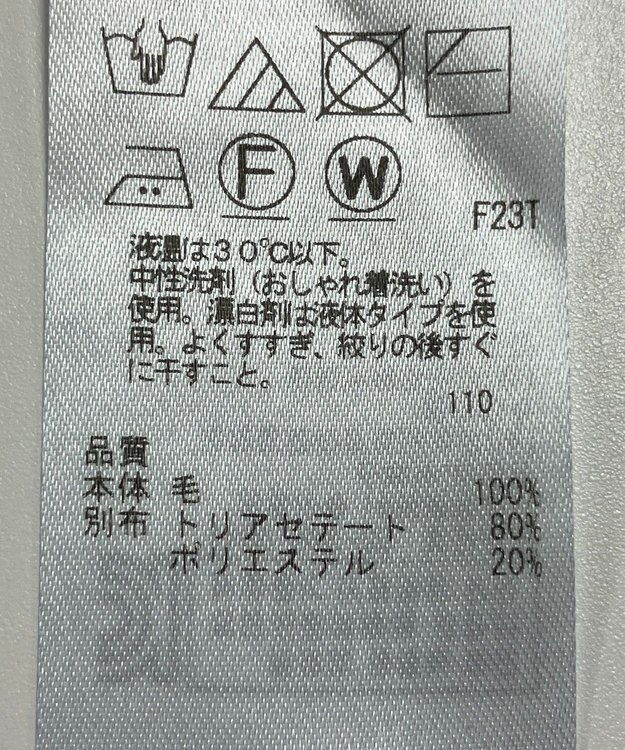 F
W
F23T
液温は30℃以下。
中性洗剤(おしゃれ着洗い)を
使用。漂白剤は液体タイプを使
用。よくすすぎ、絞りの後すぐ
に干すこと。
110
品質
本体 毛 100%
別布 トリアセテート 80%
ポリエステル 20%